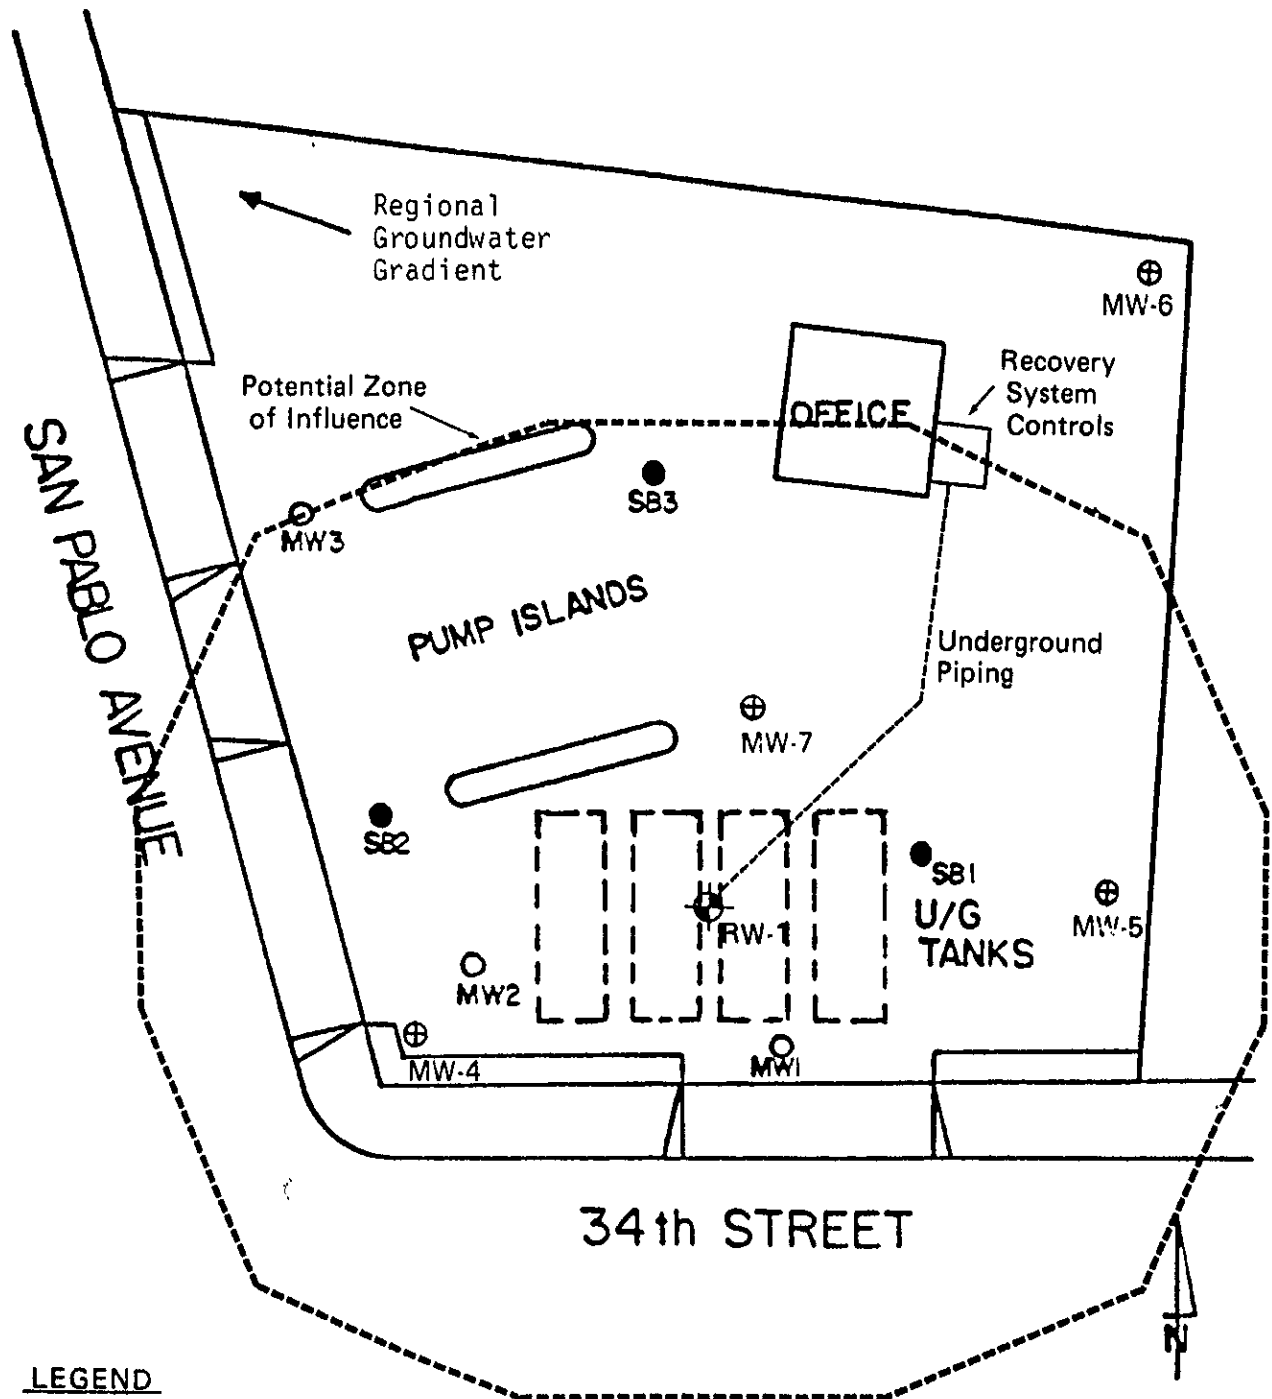 Regional
Groundwater
Gradient
MW-6
Recovery
System
Controls
Potential Zone
of Influence
OFFICE
SB3
MW3
SAN PABLO AVENUE
PUMP ISLANDS
Underground
Piping
MW-7
SB2
SB1
RW-1
U/G
TANKS
MW-5
MW2
MW-4
MW1
34th STREET
N
LEGEND